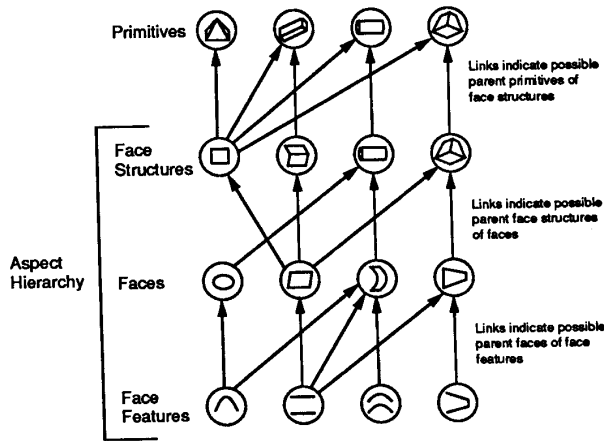 Primitives
Links indicate possible
parent primitives of
face structures
Face
Structures
Links indicate possible
parent face structures
of faces
Aspect
Hierarchy
Faces
Links indicate possible
parent faces of face
features
Face
Features